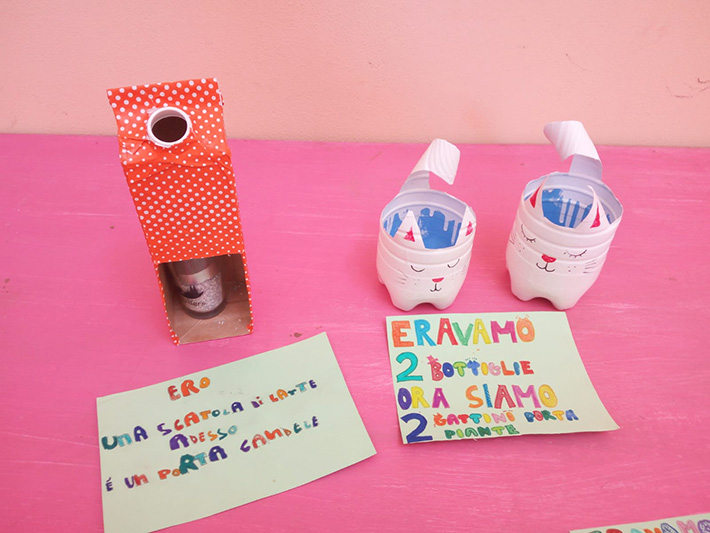 ERO
UNA SCATOLA DI LATTE
ADESSO
É UN PORTA CANDELE
ERAVAMO
2 BOTTIGLIE
ORA SIAMO
2 GATTINI PORTA
PIANTE